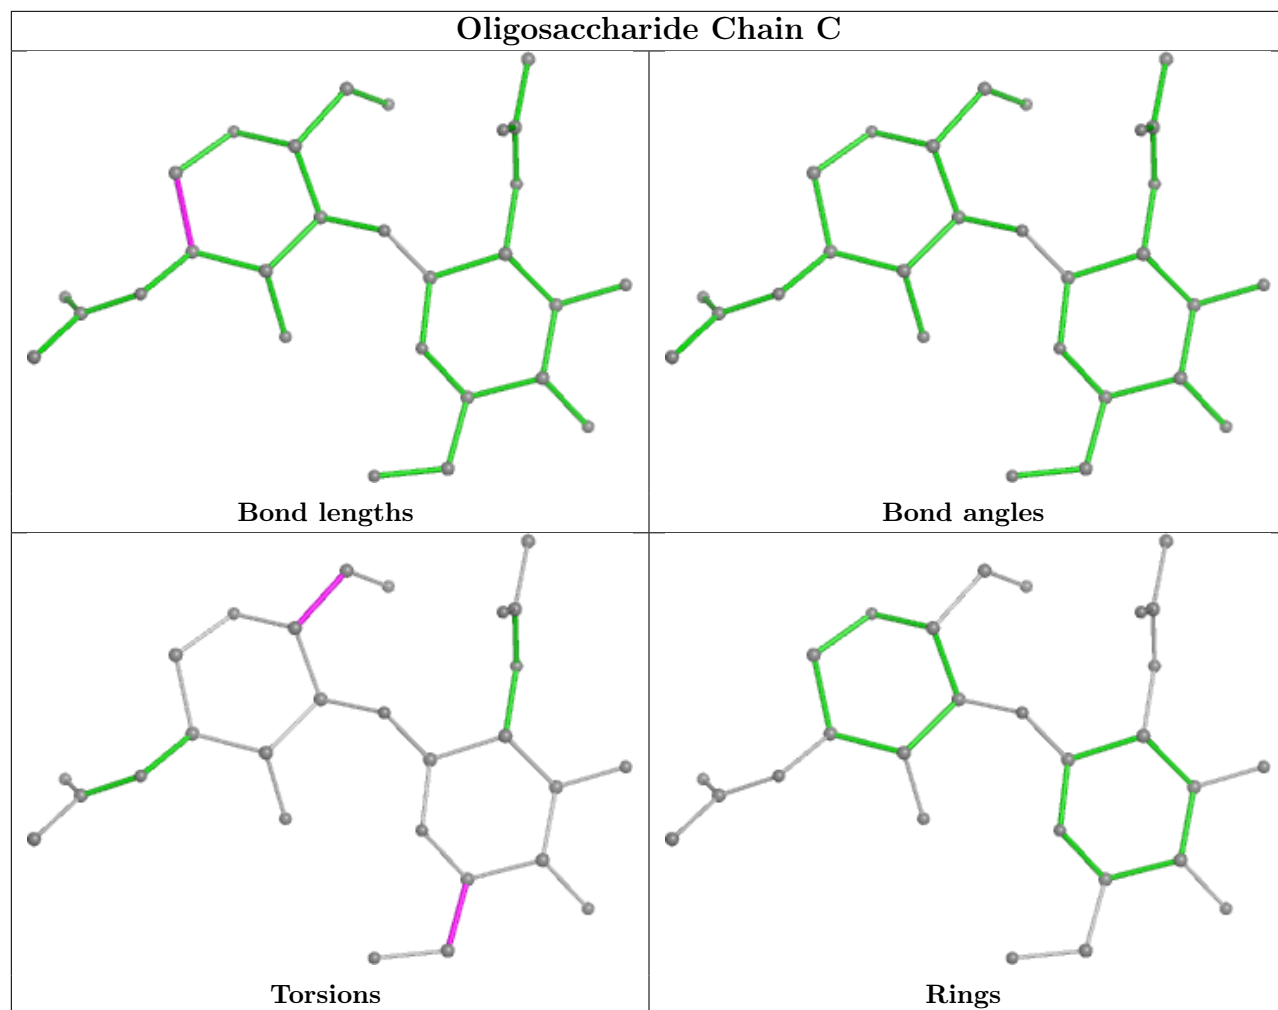 Oligosaccharide Chain C
Bond lengths
Bond angles
Torsions
Rings